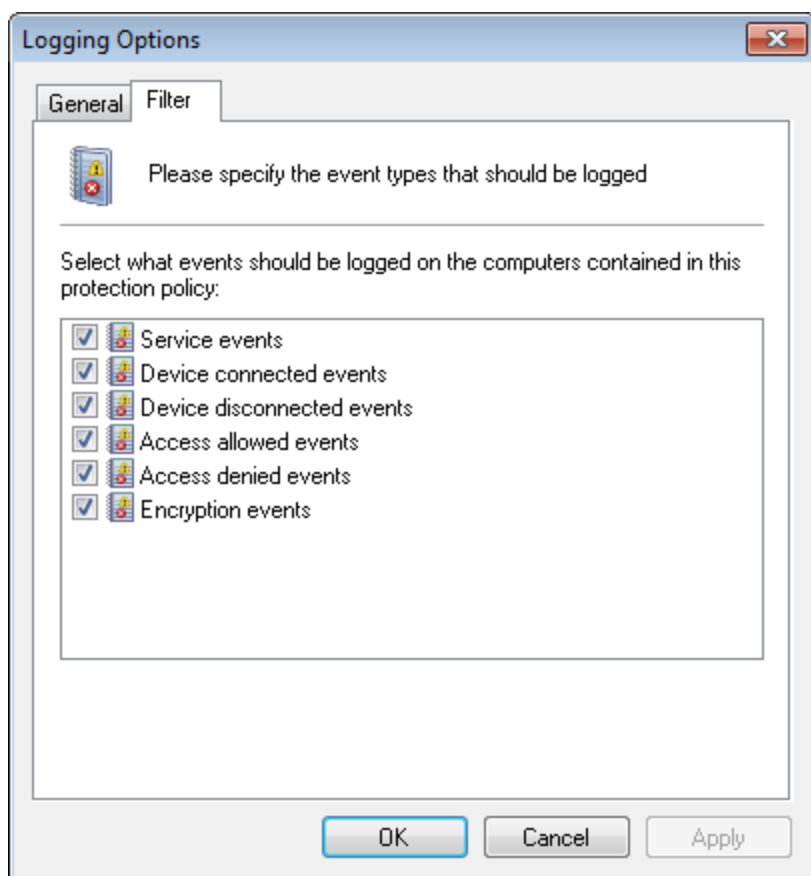 Logging Options
General
Filter
Please specify the event types that should be logged
Select what events should be logged on the computers contained in this
protection policy:
Service events
Device connected events
Device disconnected events
Access allowed events
Access denied events
Encryption events
OK
Cancel
Apply